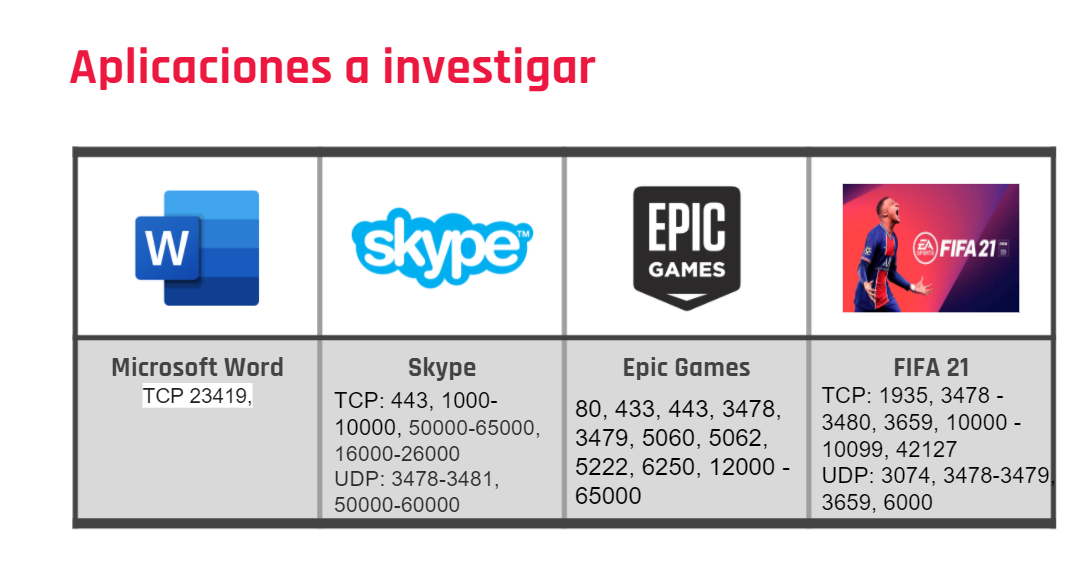 Aplicaciones a investigar
W
skype™
EPIC
GAMES
EA
SPORTS
FIFA 21
Microsoft Word
TCP 23419,
Skype
TCP: 443, 1000-
10000, 50000-65000,
16000-26000
UDP: 3478-3481,
50000-60000
Epic Games
80, 433, 443, 3478,
3479, 5060, 5062,
5222, 6250, 12000 -
65000
FIFA 21
TCP: 1935, 3478 -
3480, 3659, 10000 -
10099, 42127
UDP: 3074, 3478-3479,
3659, 6000